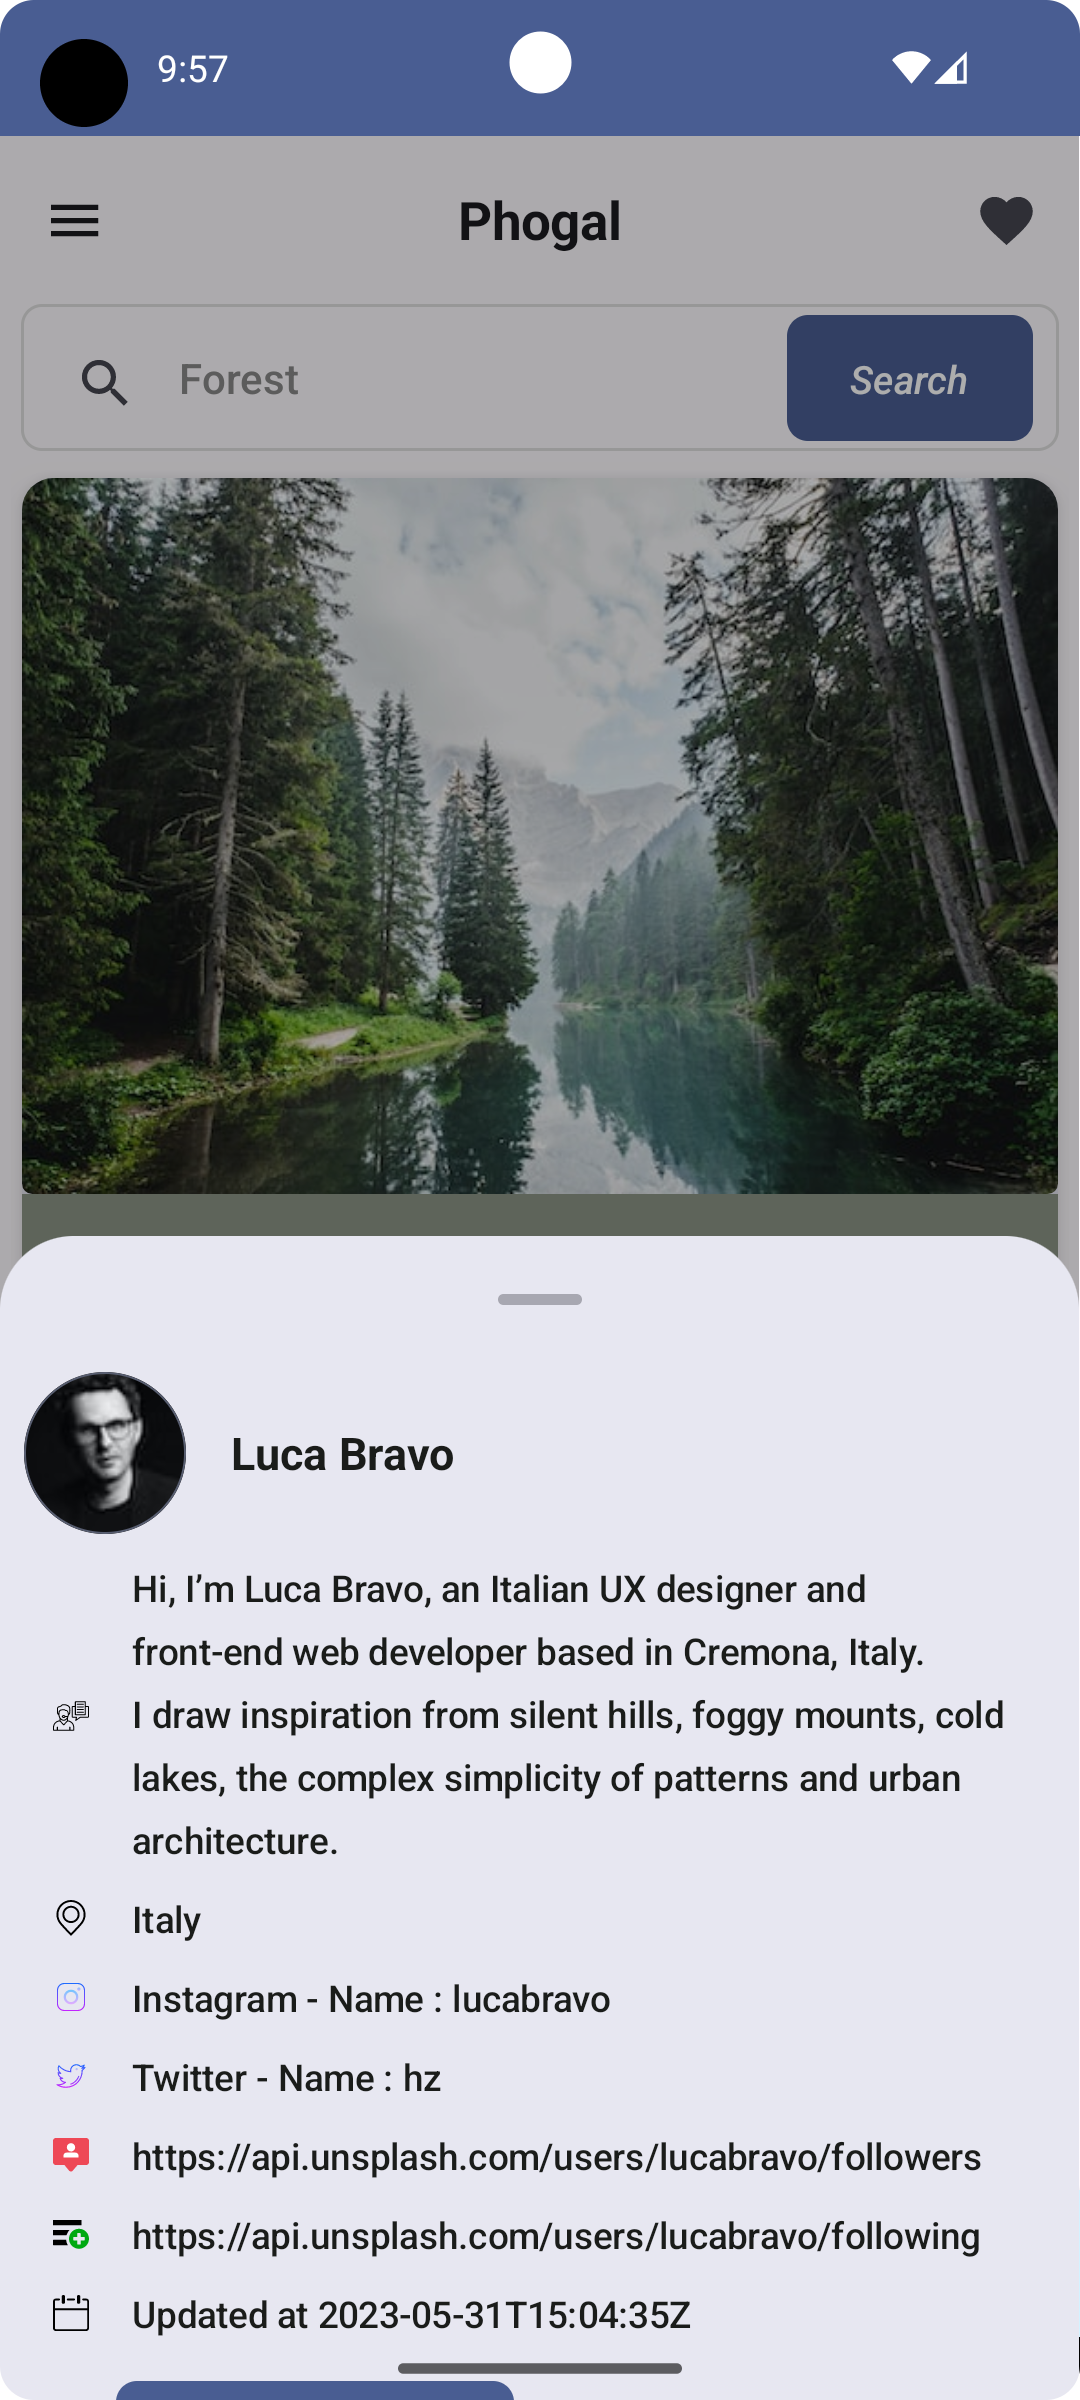 9:57
Phogal
Forest
Search
Luca Bravo
Hi, I’m Luca Bravo, an Italian UX designer and
front-end web developer based in Cremona, Italy.
I draw inspiration from silent hills, foggy mounts, cold
lakes, the complex simplicity of patterns and urban
architecture.
Italy
Instagram - Name : lucabravo
Twitter - Name : hz
https://api.unsplash.com/users/lucabravo/followers
https://api.unsplash.com/users/lucabravo/following
Updated at 2023-05-31T15:04:35Z